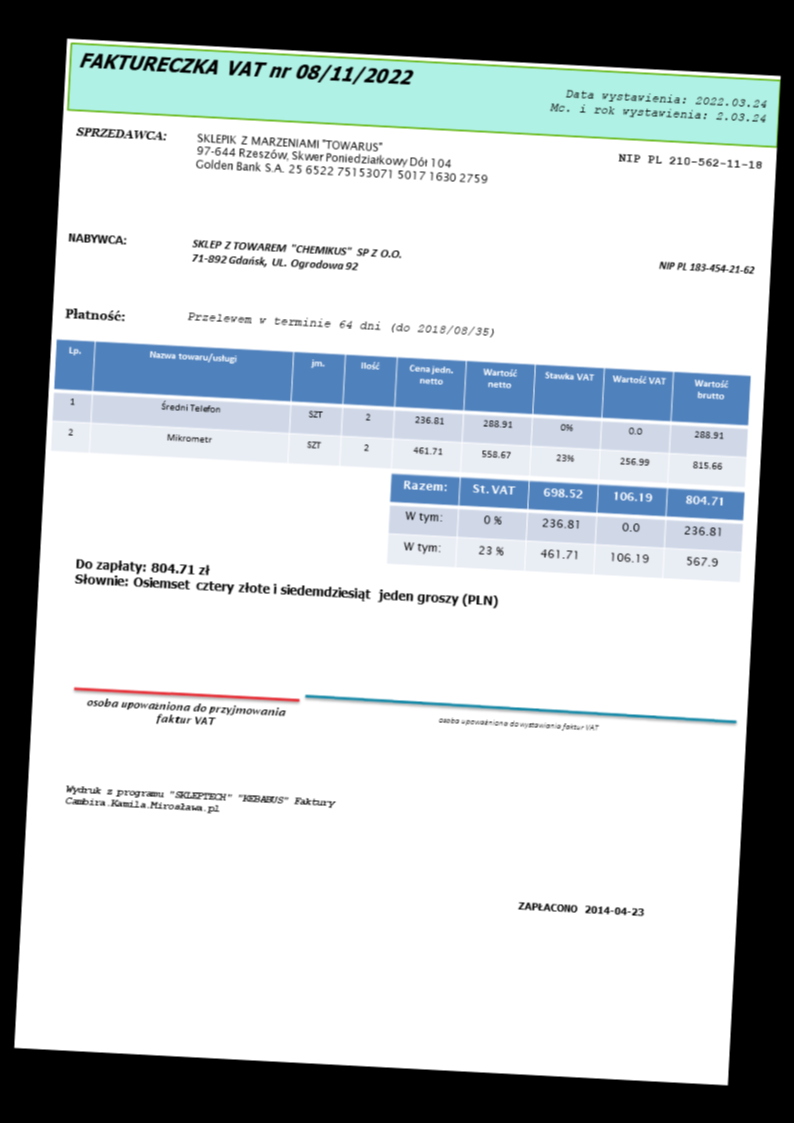 FAKTURECZKA VAT nr 08/11/2022
Data wystawienia: 2022.03.24
Mc. i rok wystawienia: 2.03.24
SPRZEDAWCA:
SKLEPIK Z MARZENIAMI "TOWARUS"
97-644 Rzeszów, Skwer Poniedziałkowy Dół 104
Golden Bank S.A. 25 6522 75153071 5017 1630 2759
NIP PL 210-562-11-18
NABYWCA:
SKLEP Z TOWAREM "CHEMIKUS" SP Z O.O.
71-892 Gdańsk, UL. Ogrodowa 92
NIP PL 183-454-21-62
Płatność: Przelewem w terminie 64 dni (do 2018/08/35)
Lp. Nazwa towaru/usługi jm. Ilość Cena jedn. netto Wartość netto Stawka VAT Wartość VAT Wartość brutto
1 Średni Telefon SZT 2 236.81 288.91 0% 0.0 288.91
2 Mikrometr SZT 2 461.71 558.67 23% 256.99 815.66
Razem: St. VAT 698.52 106.19 804.71
W tym: 0 % 236.81 0.0 236.81
W tym: 23 % 461.71 106.19 567.9
Do zapłaty: 804.71 zł
Słownie: Osiemset cztery złote i siedemdziesiąt jeden groszy (PLN)
osoba upoważniona do przyjmowania
faktur VAT
osoba upoważniona do wystawiania faktur VAT
Wydruk z programu "SKLEPTECH" "KEBABUS" Faktury
Cambira.Kamila.Mirosława.pl
ZAPŁACONO 2014-04-23